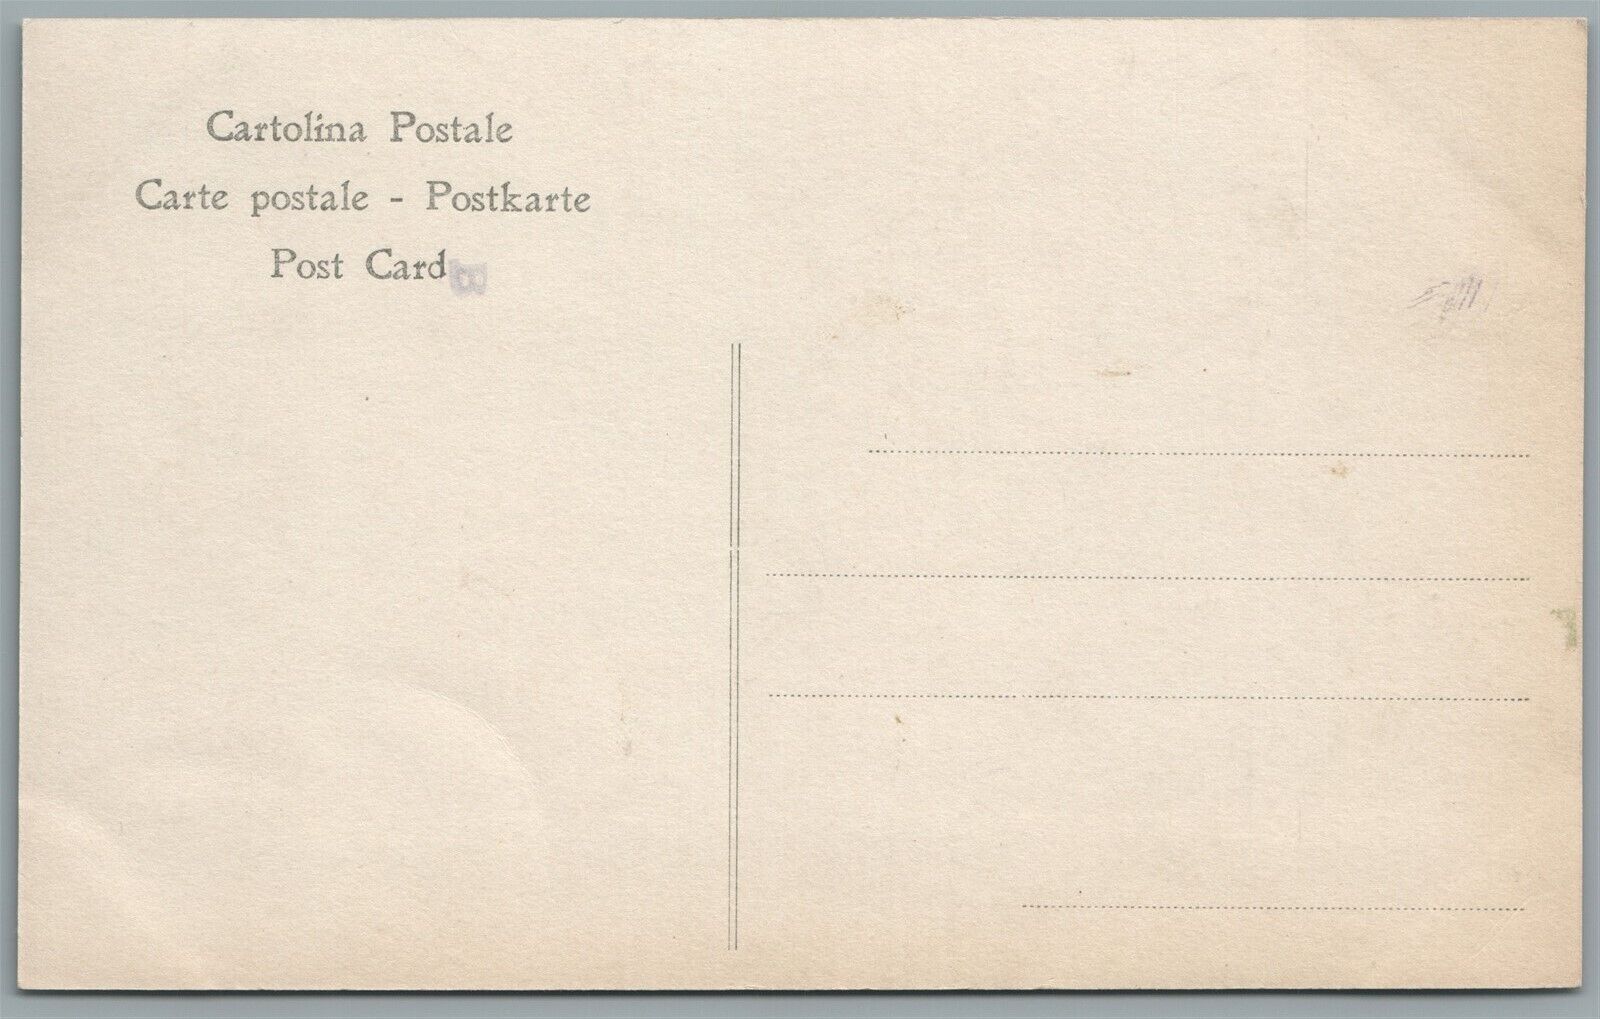 Cartolina Postale
Carte postale - Postkarte
Post Card